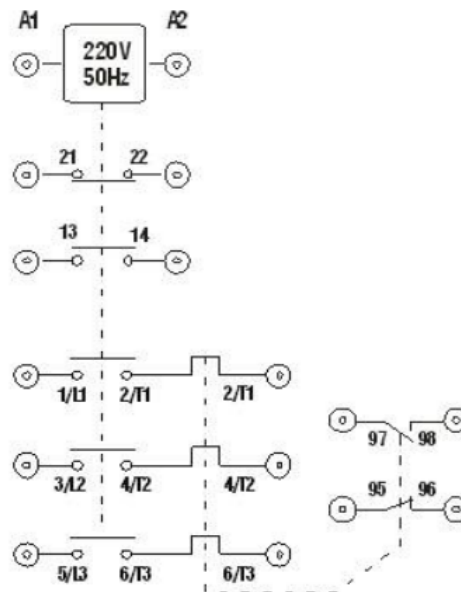 A1 A2
220V
50Hz
21 22
13 14
1/L1 2/T1 2/T1
97 98
3/L2 4/T2 4/T2
95 96
5/L3 6/T3 6/T3